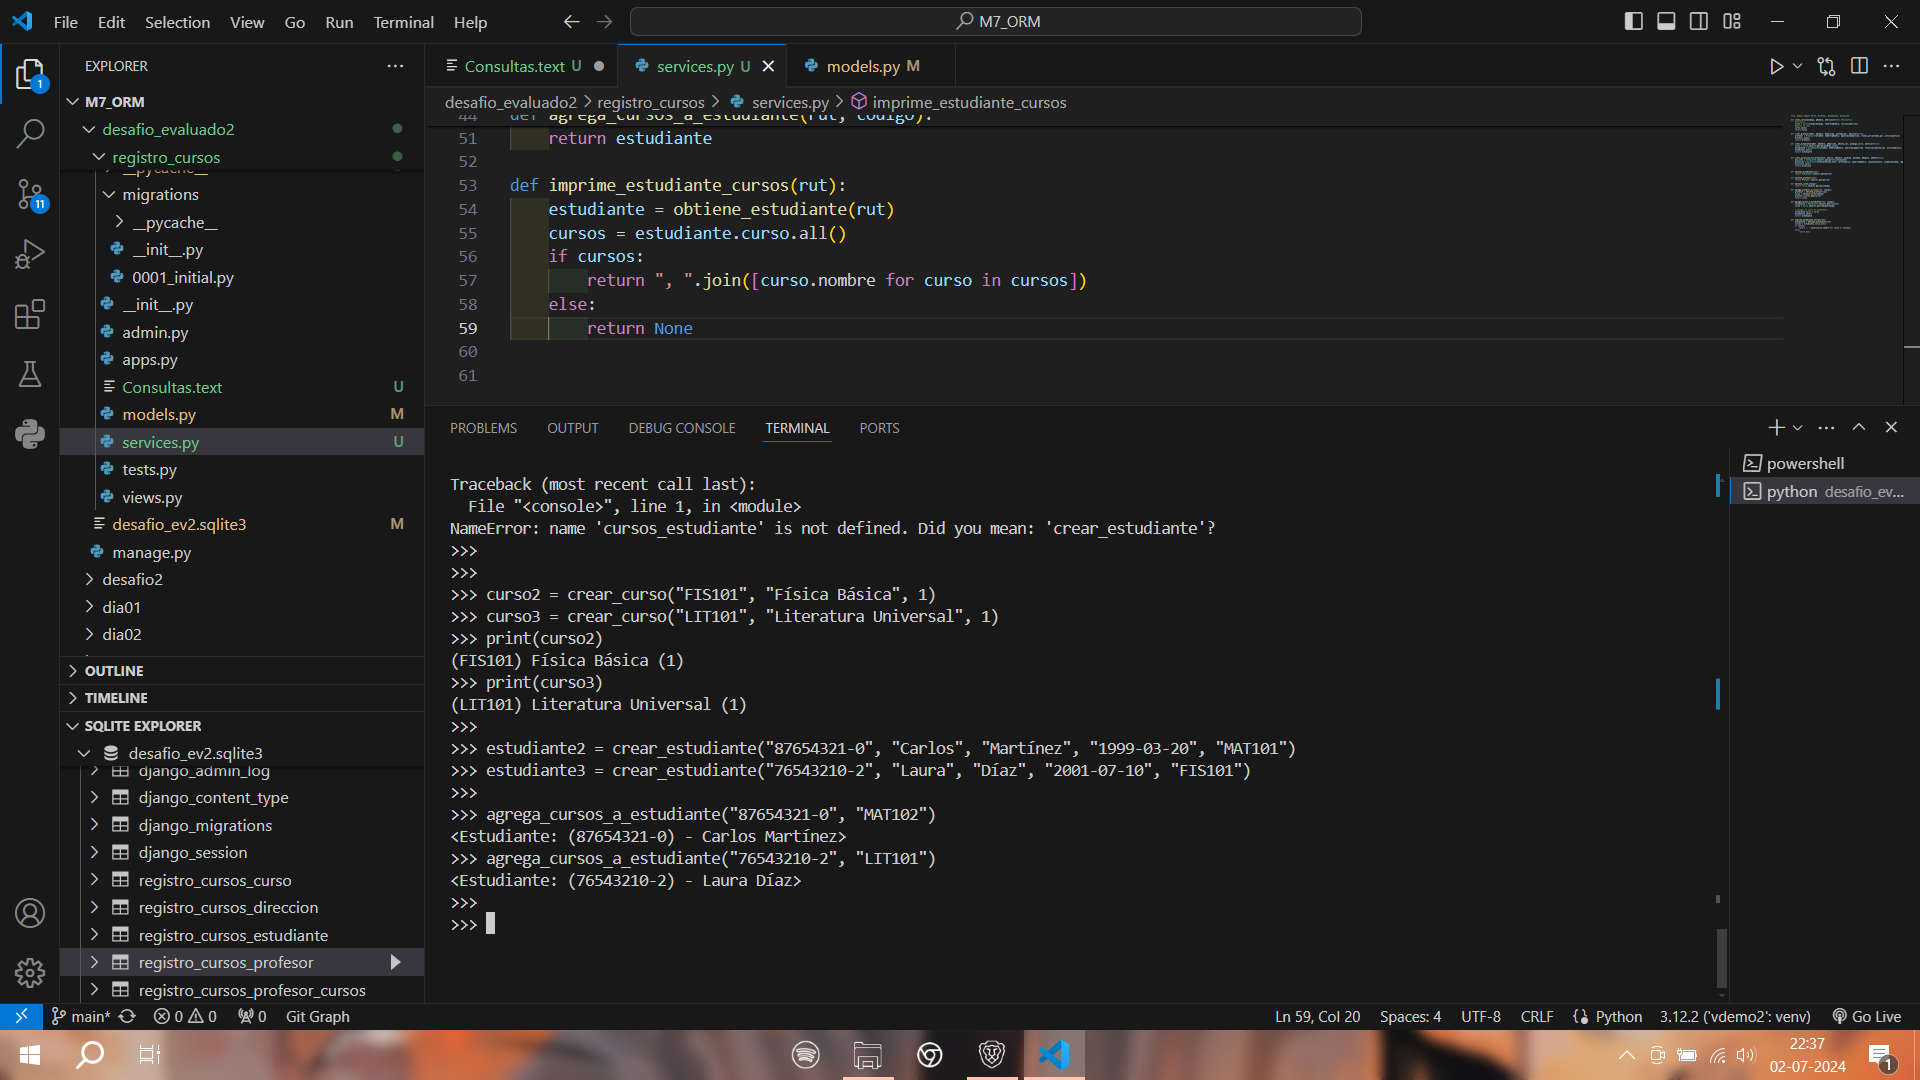 File Edit Selection View Go Run Terminal Help
M7_ORM
EXPLORER
M7_ORM
desafio_evaluado2
registro_cursos
__pycache__
migrations
__pycache__
__init__.py
0001_initial.py
__init__.py
admin.py
apps.py
Consultas.text U
models.py M
services.py U
tests.py
views.py
desafio_ev2.sqlite3 M
manage.py
desafio2
dia01
dia02
OUTLINE
TIMELINE
SQLITE EXPLORER
desafio_ev2.sqlite3
django_admin_log
django_content_type
django_migrations
django_session
registro_cursos_curso
registro_cursos_direccion
registro_cursos_estudiante
registro_cursos_profesor
registro_cursos_profesor_cursos
1
11
Consultas.text U
services.py U
models.py M
desafio_evaluado2 > registro_cursos > services.py > imprime_estudiante_cursos
44 def agrega_cursos_a_estudiante(rut, codigo):
51 return estudiante
52
53 def imprime_estudiante_cursos(rut):
54 estudiante = obtiene_estudiante(rut)
55 cursos = estudiante.curso.all()
56 if cursos:
57 return ", ".join([curso.nombre for curso in cursos])
58 else:
59 return None
60
61
PROBLEMS OUTPUT DEBUG CONSOLE TERMINAL PORTS
powershell
python desafio_ev...
Traceback (most recent call last):
File "<console>", line 1, in <module>
NameError: name 'cursos_estudiante' is not defined. Did you mean: 'crear_estudiante'?
>>>
>>>
>>> curso2 = crear_curso("FIS101", "Física Básica", 1)
>>> curso3 = crear_curso("LIT101", "Literatura Universal", 1)
>>> print(curso2)
(FIS101) Física Básica (1)
>>> print(curso3)
(LIT101) Literatura Universal (1)
>>>
>>> estudiante2 = crear_estudiante("87654321-0", "Carlos", "Martínez", "1999-03-20", "MAT101")
>>> estudiante3 = crear_estudiante("76543210-2", "Laura", "Díaz", "2001-07-10", "FIS101")
>>>
>>> agrega_cursos_a_estudiante("87654321-0", "MAT102")
<Estudiante: (87654321-0) - Carlos Martínez>
>>> agrega_cursos_a_estudiante("76543210-2", "LIT101")
<Estudiante: (76543210-2) - Laura Díaz>
>>>
>>>
main* 0 0 0 Git Graph
Ln 59, Col 20 Spaces: 4 UTF-8 CRLF Python 3.12.2 ('vdemo2': venv) Go Live
22:37
02-07-2024
1